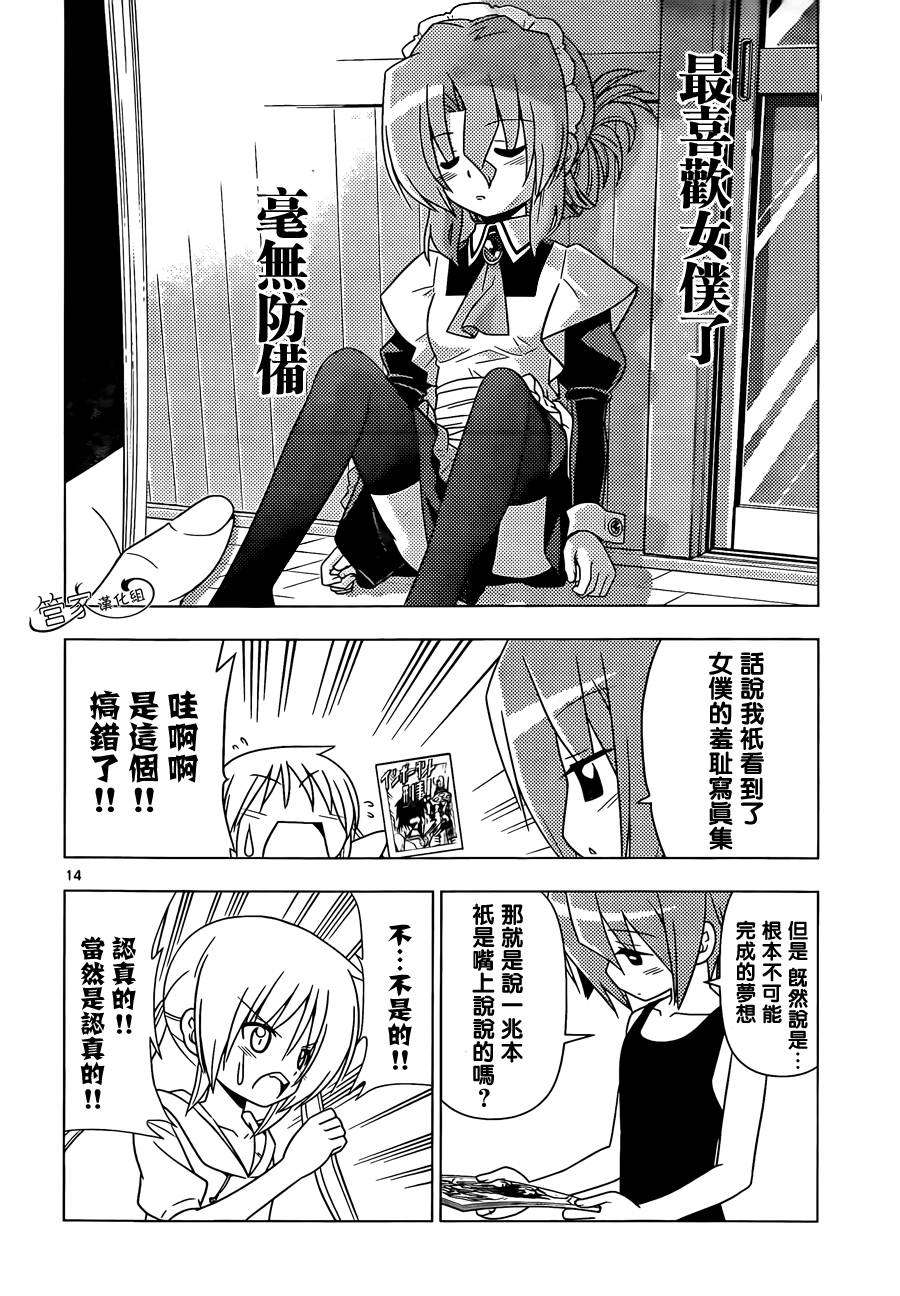 最喜歡女僕了
毫無防備
管家
漢化組
話說我祇看到了
女僕的羞恥寫眞集
哇啊啊
是這個!!
搞錯了!!
14
但是 旣然說是…
根本不可能
完成的夢想
那就是說一兆本
祇是嘴上說說的嗎?
不…不是的!!
認真的!!
當然是認真的!!